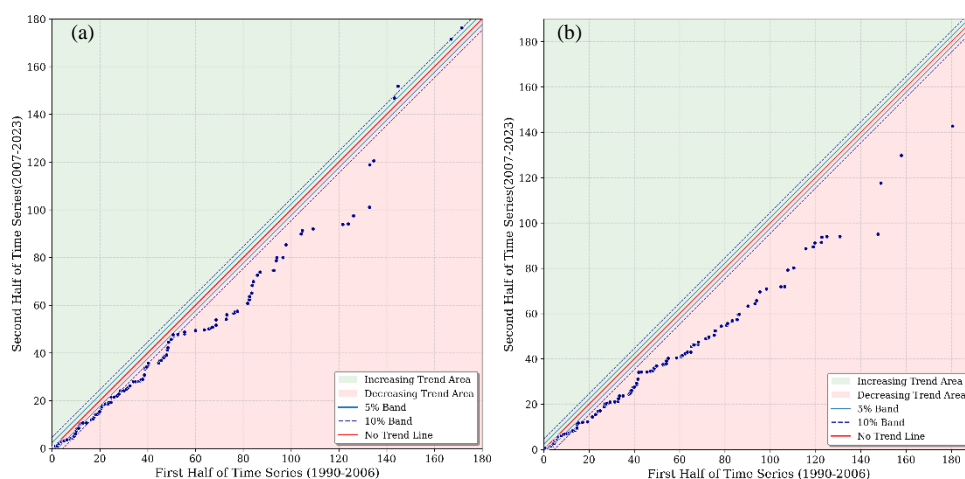 (a)
180
160
140
120
100
80
60
40
20
0
Second Half of Time Series(2007-2023)
Increasing Trend Area
Decreasing Trend Area
5% Band
10% Band
No Trend Line
0 20 40 60 80 100 120 140 160 180
First Half of Time Series (1990-2006)
(b)
180
160
140
120
100
80
60
40
20
0
Second Half of Time Series(2007-2023)
Increasing Trend Area
Decreasing Trend Area
5% Band
10% Band
No Trend Line
0 20 40 60 80 100 120 140 160 180
First Half of Time Series (1990-2006)